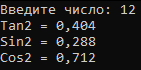 Введите число: 12
Tan2 = 0,404
Sin2 = 0,288
Cos2 = 0,712